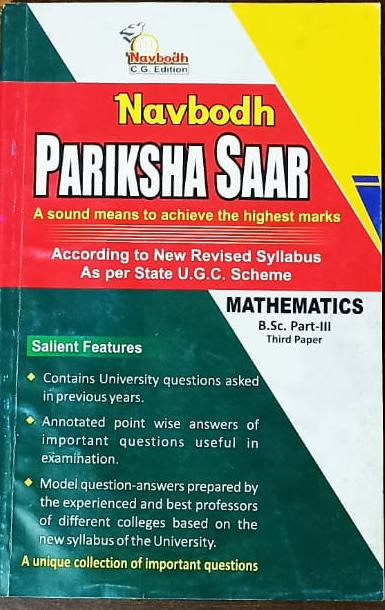 Navbodh
C.G. Edition
Navbodh
PARIKSHA SAAR
A sound means to achieve the highest marks
According to New Revised Syllabus
As per State U.G.C. Scheme
MATHEMATICS
B.Sc. Part-III
Third Paper
Salient Features
Contains University questions asked
in previous years.
Annotated point wise answers of
important questions useful in
examination.
Model question-answers prepared by
the experienced and best professors
of different colleges based on the
new syllabus of the University.
A unique collection of important questions